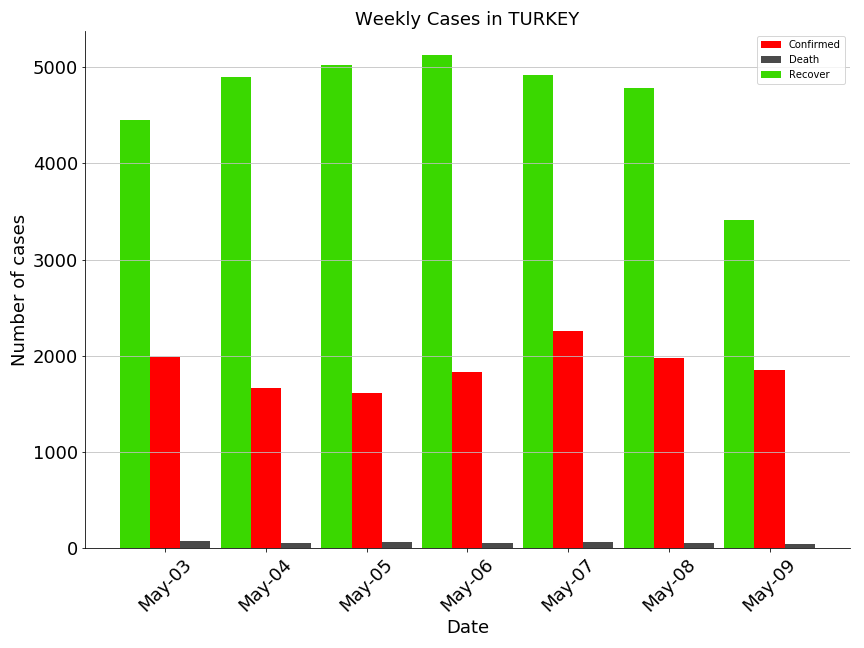 Weekly Cases in TURKEY
Confirmed
Death
Recover
Number of cases
5000
4000
3000
2000
1000
0
May-03
May-04
May-05
May-06
May-07
May-08
May-09
Date